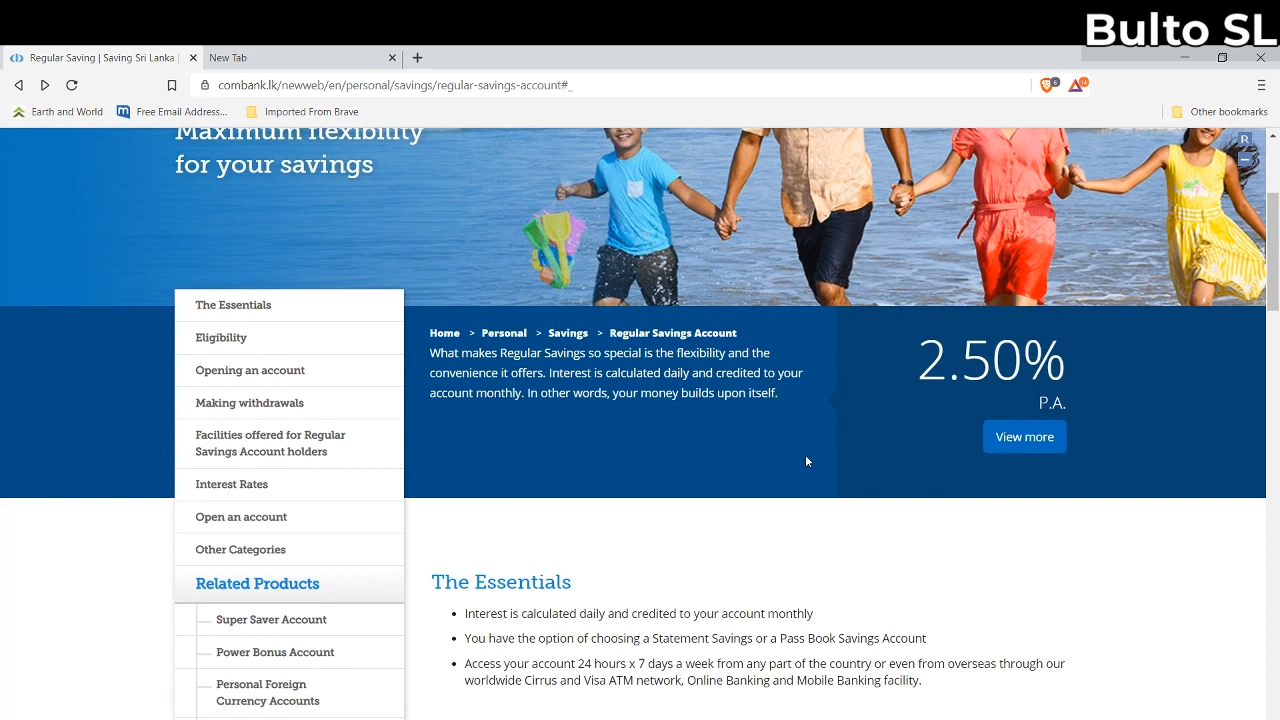 Bulto SL
Regular Saving | Saving Sri Lanka
New Tab
combank.lk/newweb/en/personal/savings/regular-savings-account#_
6
14
Earth and World
Free Email Address...
Imported From Brave
Other bookmarks
Maximum flexibility
for your savings
R
The Essentials
Eligibility
Opening an account
Making withdrawals
Facilities offered for Regular
Savings Account holders
Interest Rates
Open an account
Other Categories
Related Products
Super Saver Account
Power Bonus Account
Personal Foreign
Currency Accounts
Home > Personal > Savings > Regular Savings Account
What makes Regular Savings so special is the flexibility and the
convenience it offers. Interest is calculated daily and credited to your
account monthly. In other words, your money builds upon itself.
2.50%
P.A.
View more
The Essentials
Interest is calculated daily and credited to your account monthly
You have the option of choosing a Statement Savings or a Pass Book Savings Account
Access your account 24 hours x 7 days a week from any part of the country or even from overseas through our
worldwide Cirrus and Visa ATM network, Online Banking and Mobile Banking facility.